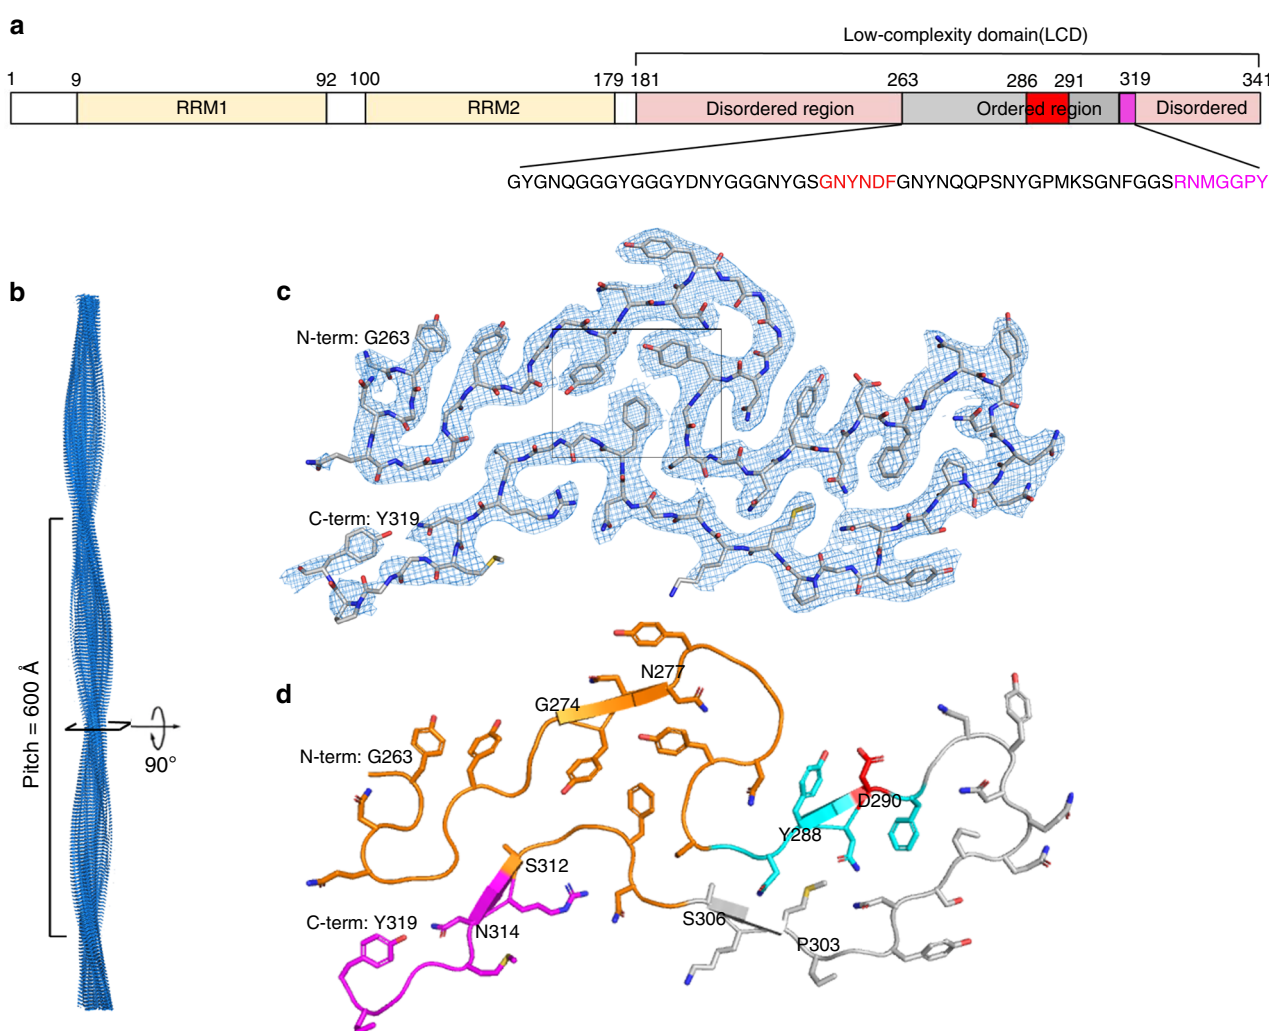 a
Low-complexity domain(LCD)
1 9 92 100 179 181 263 286 291 319 341
RRM1 RRM2 Disordered region Ordered region Disordered
GYGNQGGGYGGGYDNYGGGNYGSGNYNDFGNYNQQPSNYGPMKSGNFGGSRNMGGPY
b
Pitch = 600 Å
90°
c
N-term: G263
C-term: Y319
d
N277
G274
N-term: G263
D290
Y288
S312
C-term: Y319
N314
S306
P303